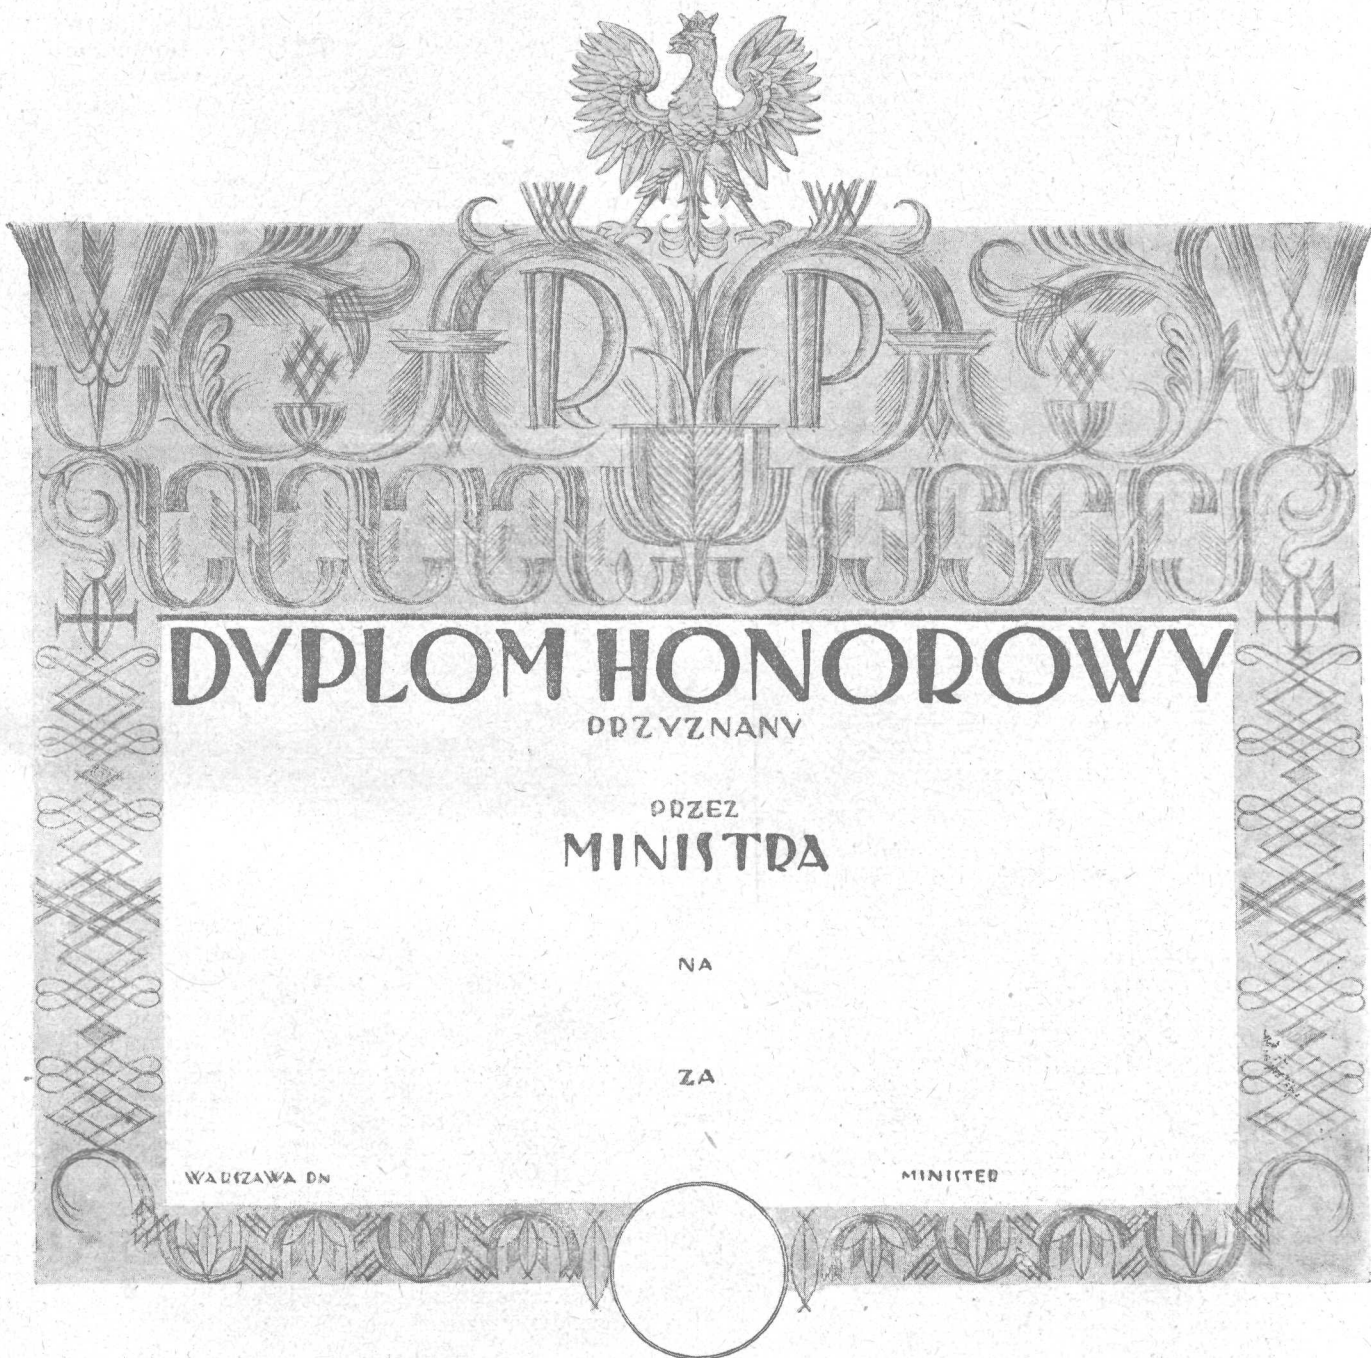 RP
DYPLOM HONOROWY
PRZYZNANY
PRZEZ
MINISTRA
NA
ZA
WARSZAWA DN
MINISTER